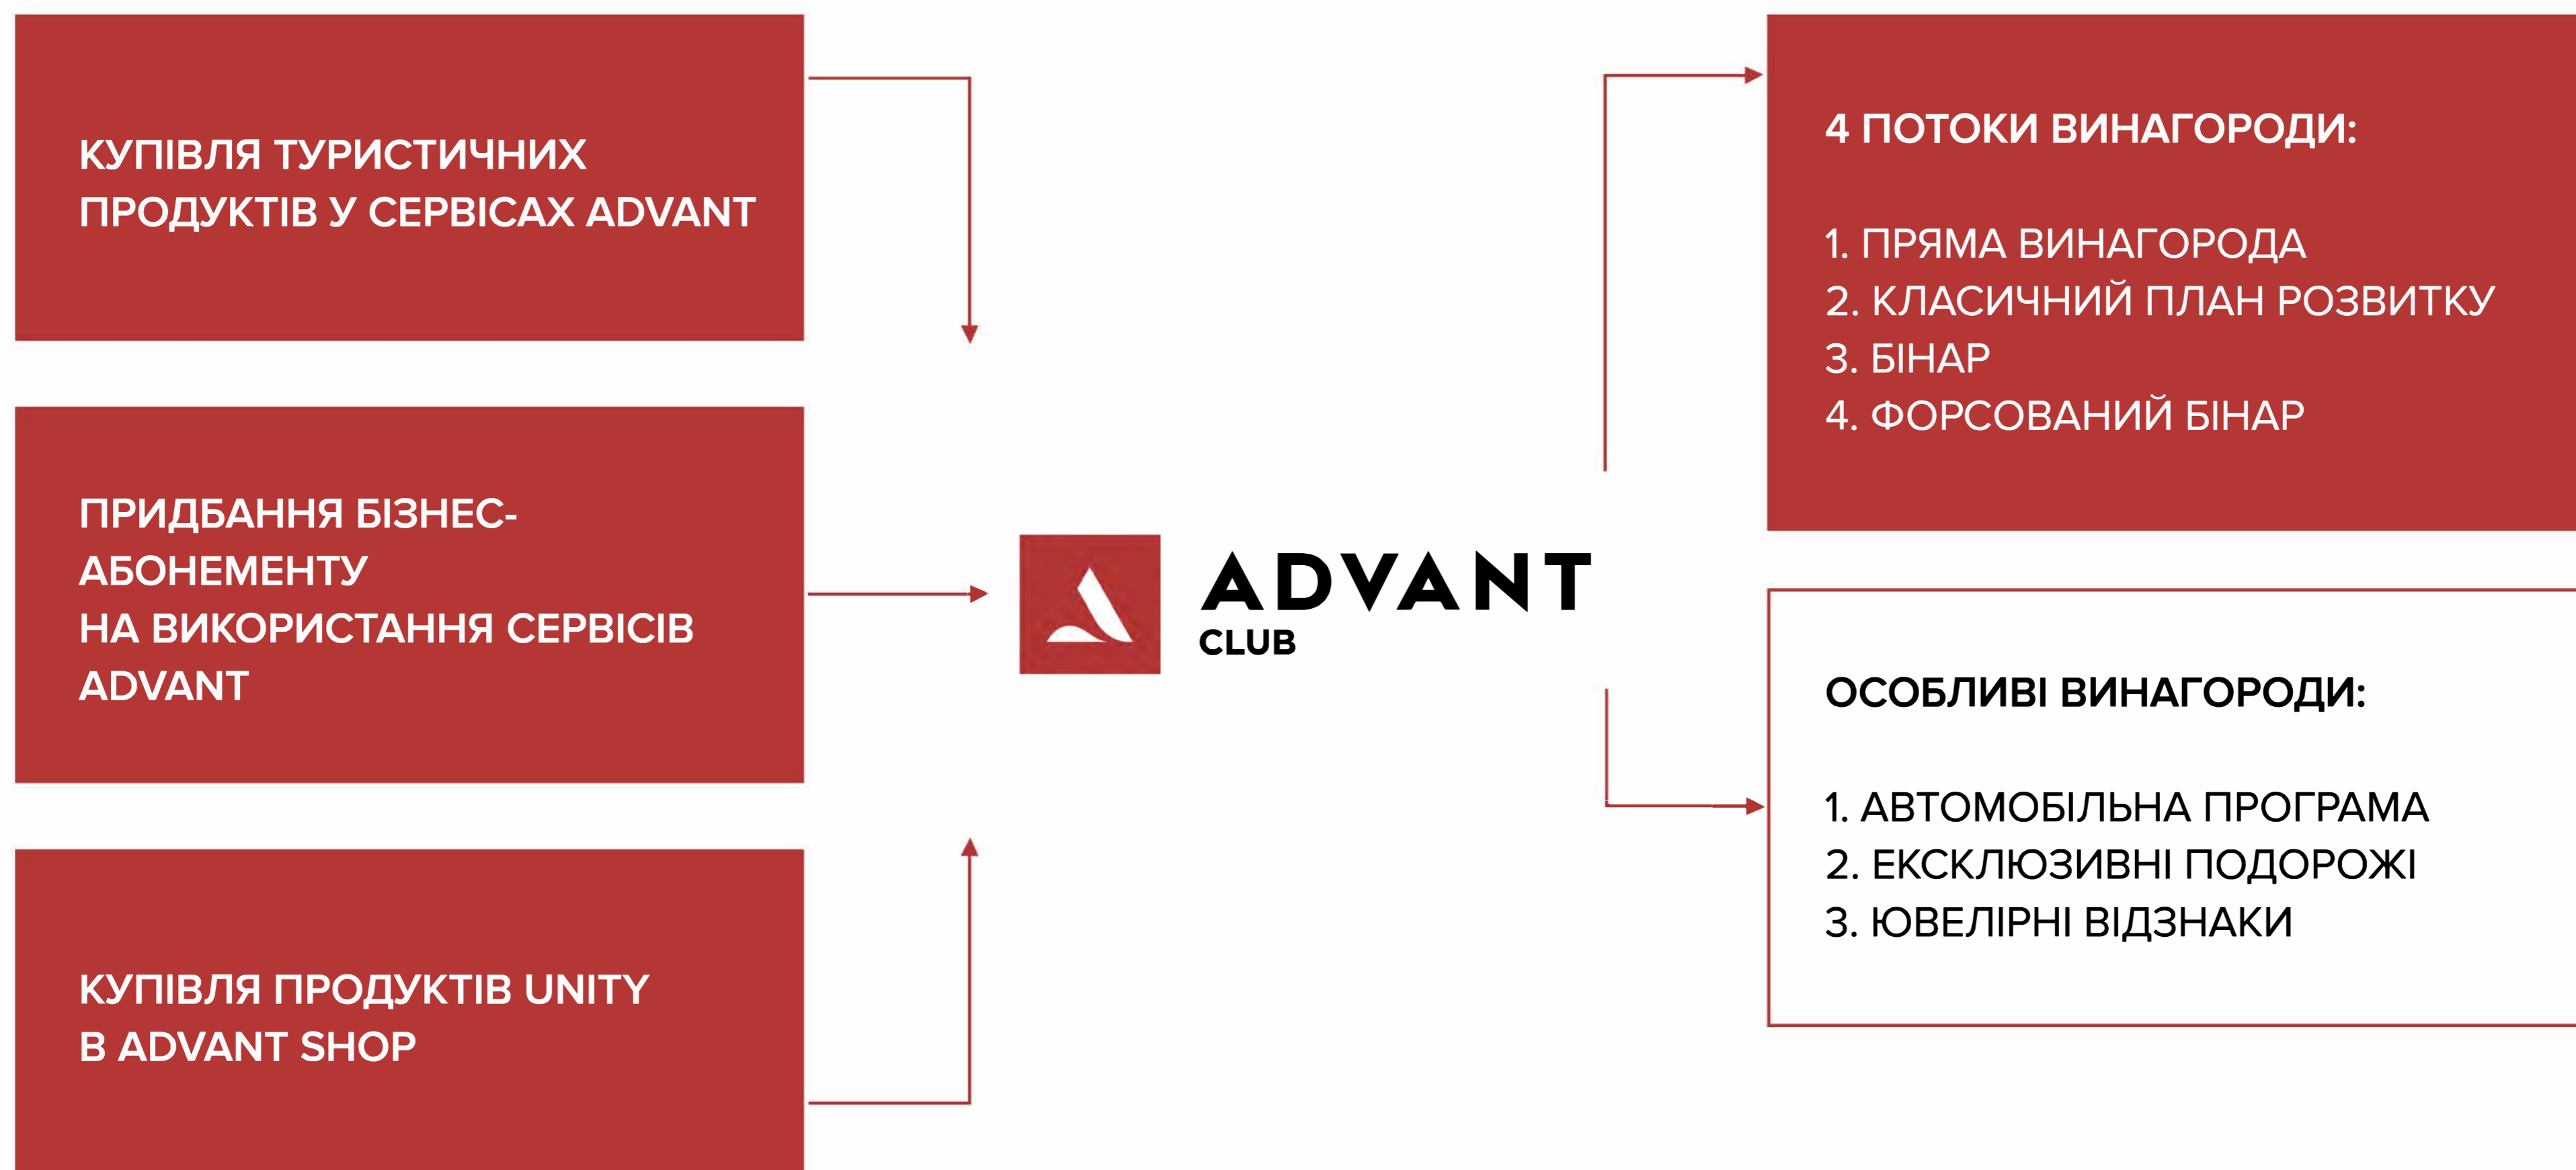 КУПІВЛЯ ТУРИСТИЧНИХ
ПРОДУКТІВ У СЕРВІСАХ ADVANT
ПРИДБАННЯ БІЗНЕС-
АБОНЕМЕНТУ
НА ВИКОРИСТАННЯ СЕРВІСІВ
ADVANT
КУПІВЛЯ ПРОДУКТІВ UNITY
В ADVANT SHOP
ADVANT
CLUB
4 ПОТОКИ ВИНАГОРОДИ:
1. ПРЯМА ВИНАГОРОДА
2. КЛАСИЧНИЙ ПЛАН РОЗВИТКУ
3. БІНАР
4. ФОРСОВАНИЙ БІНАР
ОСОБЛИВІ ВИНАГОРОДИ:
1. АВТОМОБІЛЬНА ПРОГРАМА
2. ЕКСКЛЮЗИВНІ ПОДОРОЖІ
3. ЮВЕЛІРНІ ВІДЗНАКИ